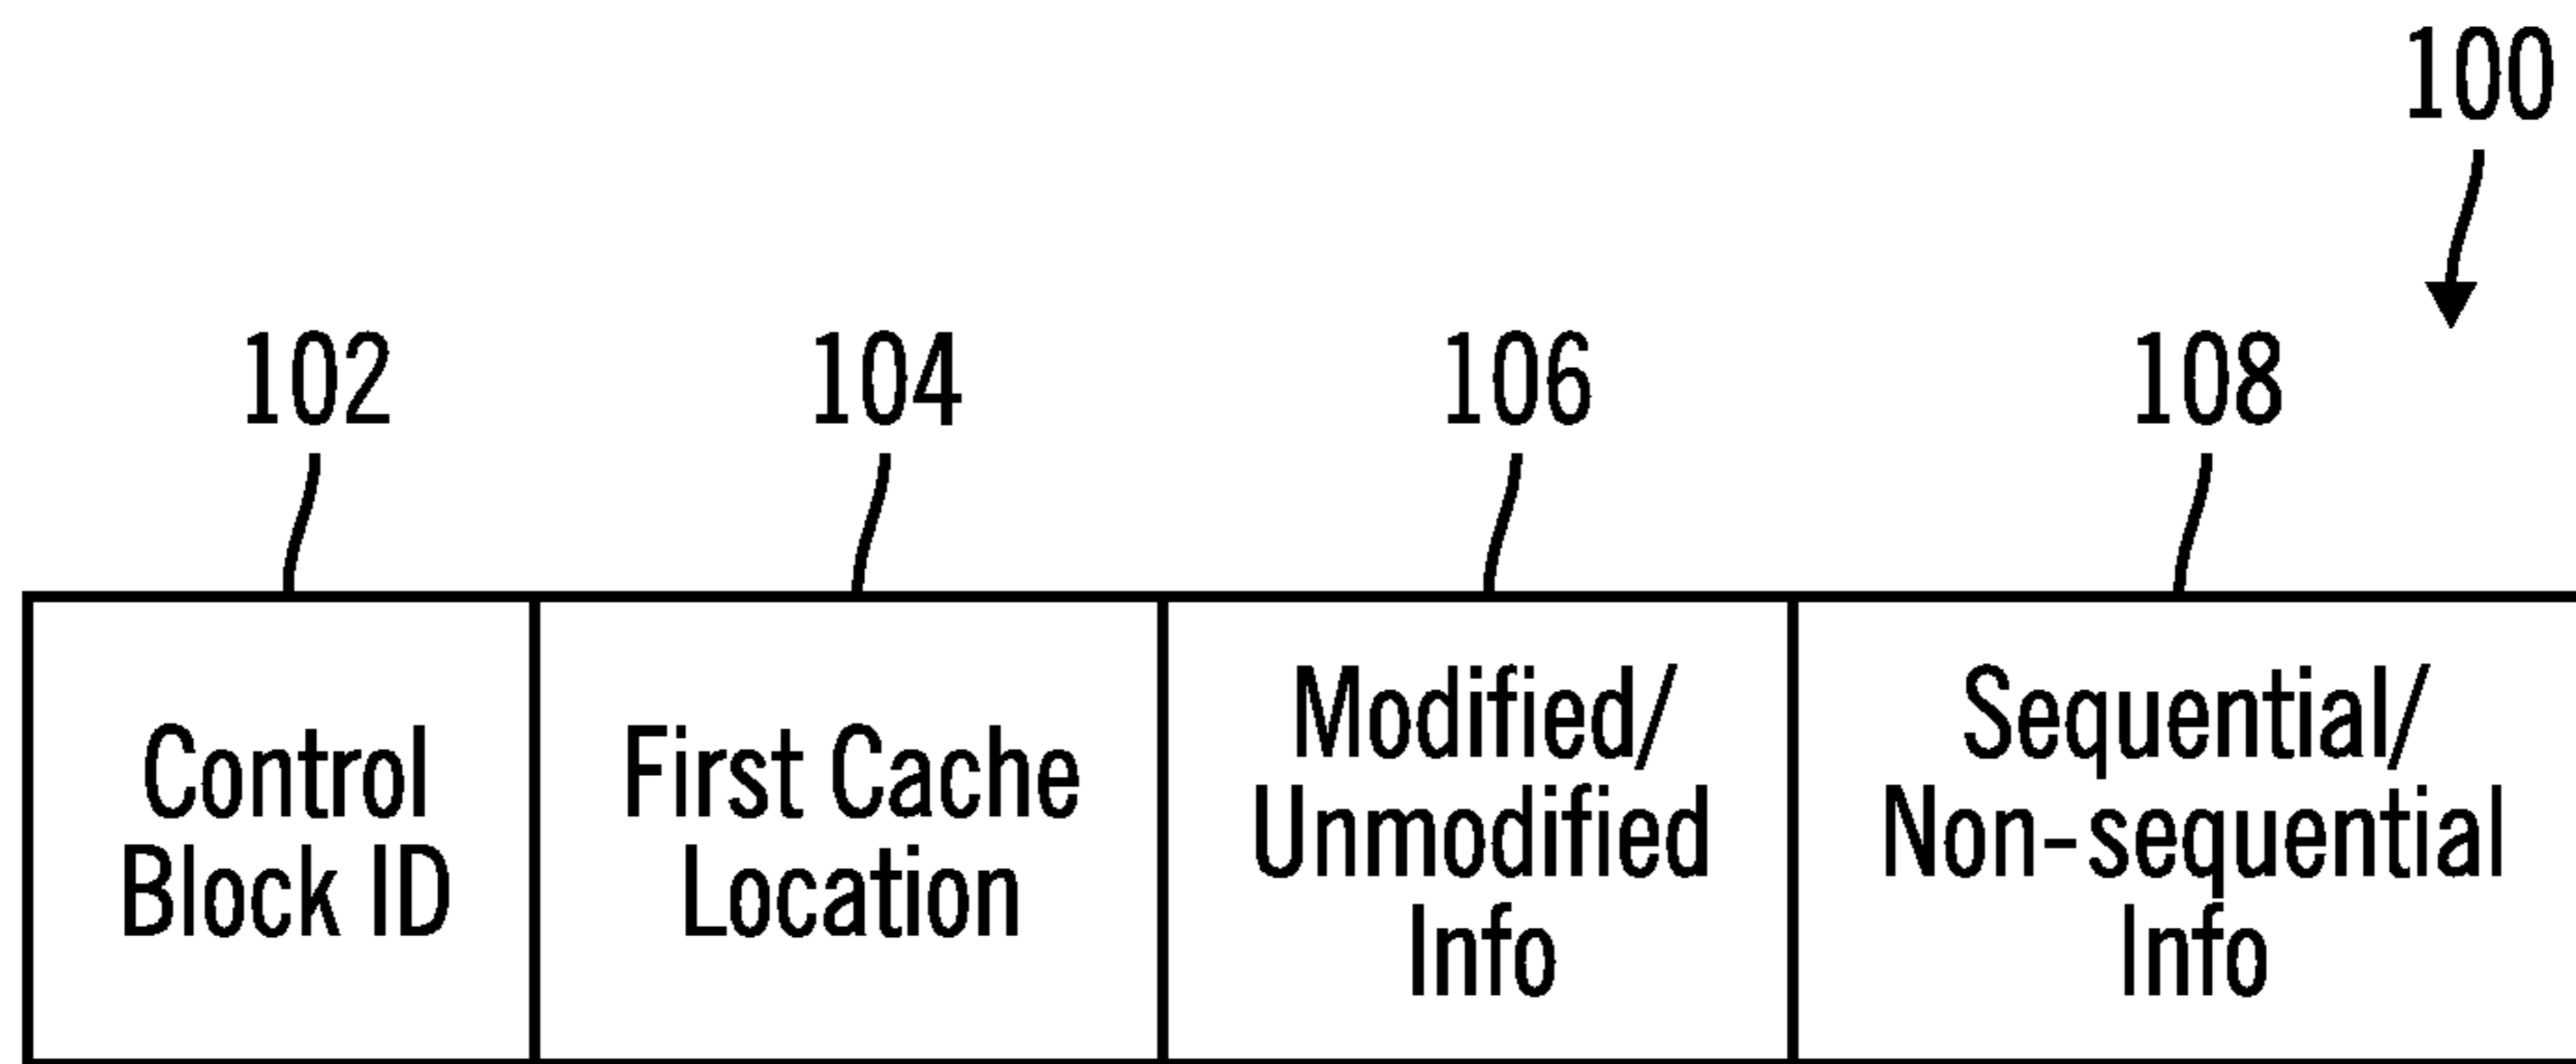 100
102
104
106
108
Control
Block ID
First Cache
Location
Modified/
Unmodified
Info
Sequential/
Non-sequential
Info